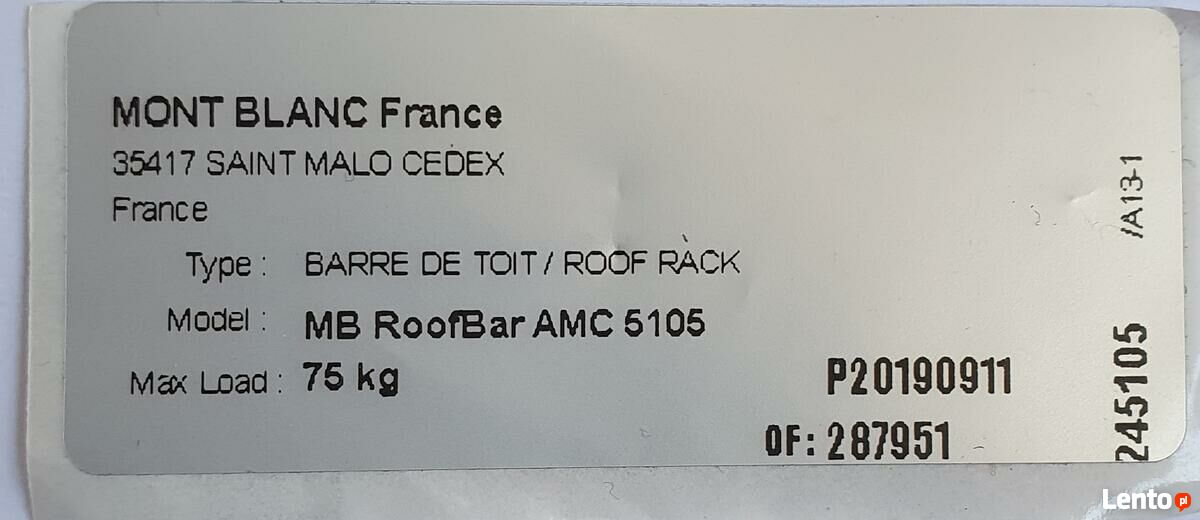 MONT BLANC France
35417 SAINT MALO CEDEX
France
Type : BARRE DE TOIT / ROOF RACK
Model : MB RoofBar AMC 5105
Max Load : 75 kg
P20190911
OF: 287951
245105 /A13-1
Lento.pl